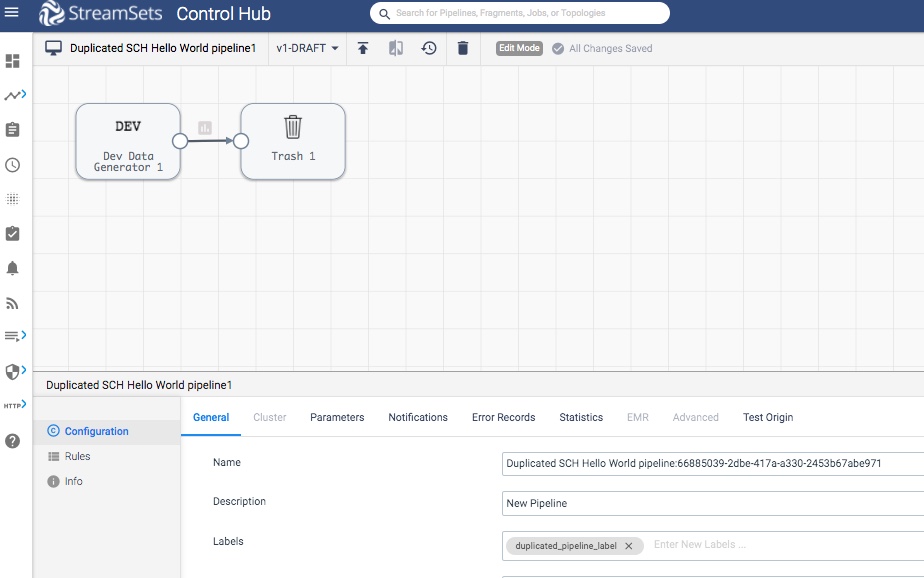 StreamSets Control Hub
Search for Pipelines, Fragments, Jobs, or Topologies
Duplicated SCH Hello World pipeline1 v1-DRAFT Edit Mode All Changes Saved
DEV
Dev Data
Generator 1
Trash 1
HTTP
Duplicated SCH Hello World pipeline1
Configuration
Rules
Info
General Cluster Parameters Notifications Error Records Statistics EMR Advanced Test Origin
Name Duplicated SCH Hello World pipeline:66885039-2dbe-417a-a330-2453b67abe971
Description New Pipeline
Labels duplicated_pipeline_label Enter New Labels ...